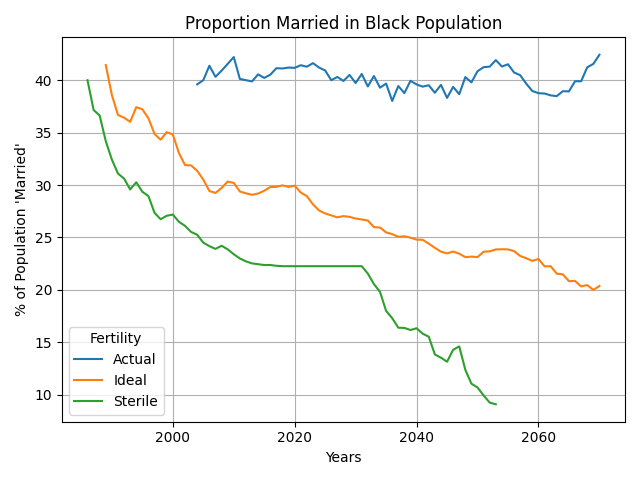 Proportion Married in Black Population
% of Population 'Married'
40
35
30
25
20
15
10
Fertility
Actual
Ideal
Sterile
2000
2020
2040
2060
Years